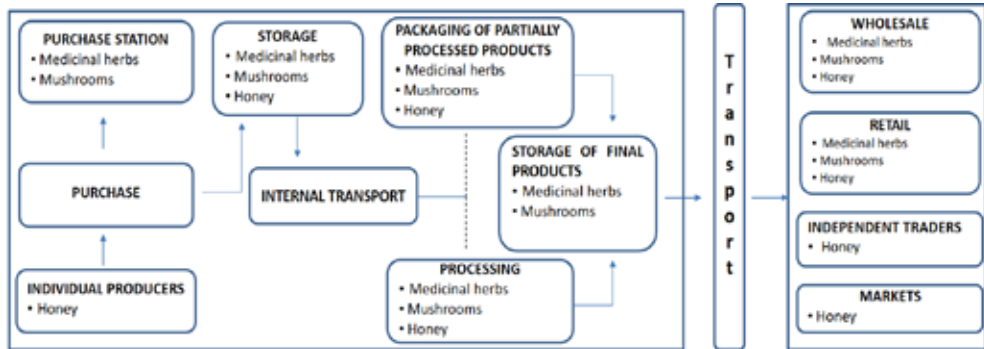 PURCHASE STATION
• Medicinal herbs
• Mushrooms
PURCHASE
INDIVIDUAL PRODUCERS
• Honey
STORAGE
• Medicinal herbs
• Mushrooms
• Honey
INTERNAL TRANSPORT
PACKAGING OF PARTIALLY
PROCESSED PRODUCTS
• Medicinal herbs
• Mushrooms
• Honey
STORAGE OF FINAL
PRODUCTS
• Medicinal herbs
• Mushrooms
PROCESSING
• Medicinal herbs
• Mushrooms
• Honey
Transport
WHOLESALE
• Medicinal herbs
• Mushrooms
• Honey
RETAIL
• Medicinal herbs
• Mushrooms
• Honey
INDEPENDENT TRADERS
• Honey
MARKETS
• Honey